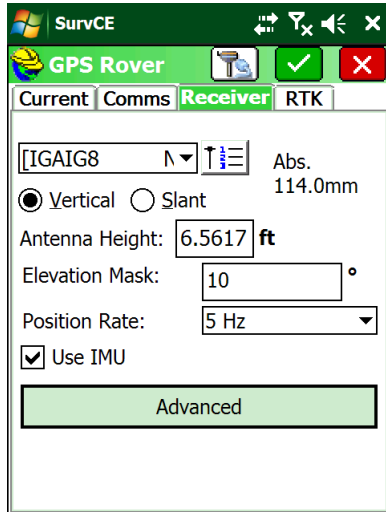 SurvCE
GPS Rover
Current Comms Receiver RTK
[IGAIG8 N
Abs.
114.0mm
Vertical Slant
Antenna Height: 6.5617 ft
Elevation Mask: 10 °
Position Rate: 5 Hz
Use IMU
Advanced